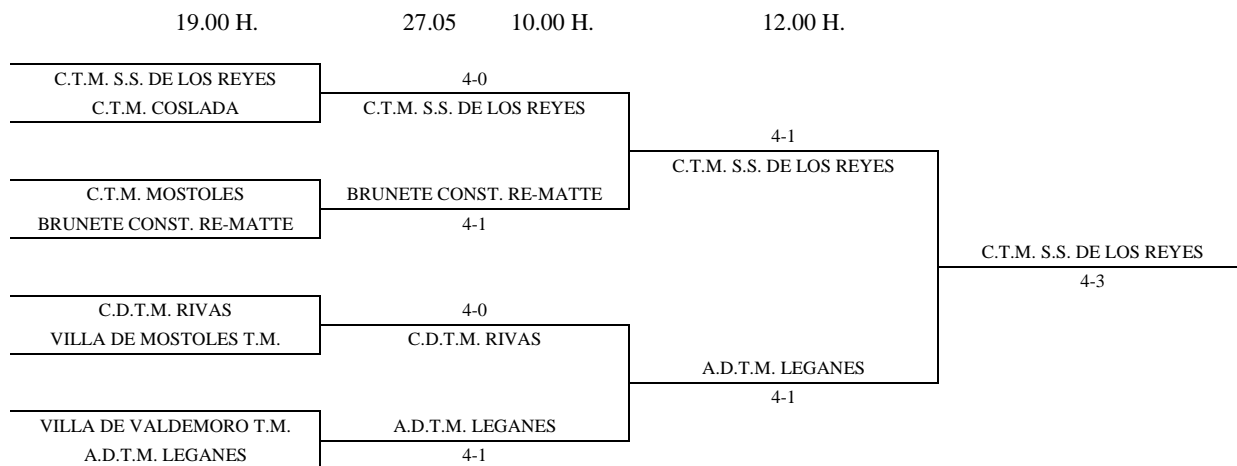 19.00 H. 27.05 10.00 H. 12.00 H.
C.T.M. S.S. DE LOS REYES
C.T.M. COSLADA
4-0
C.T.M. S.S. DE LOS REYES
4-1
C.T.M. S.S. DE LOS REYES
C.T.M. MOSTOLES
BRUNETE CONST. RE-MATTE
BRUNETE CONST. RE-MATTE
4-1
C.T.M. S.S. DE LOS REYES
4-3
C.D.T.M. RIVAS
VILLA DE MOSTOLES T.M.
4-0
C.D.T.M. RIVAS
A.D.T.M. LEGANES
4-1
VILLA DE VALDEMORO T.M.
A.D.T.M. LEGANES
A.D.T.M. LEGANES
4-1